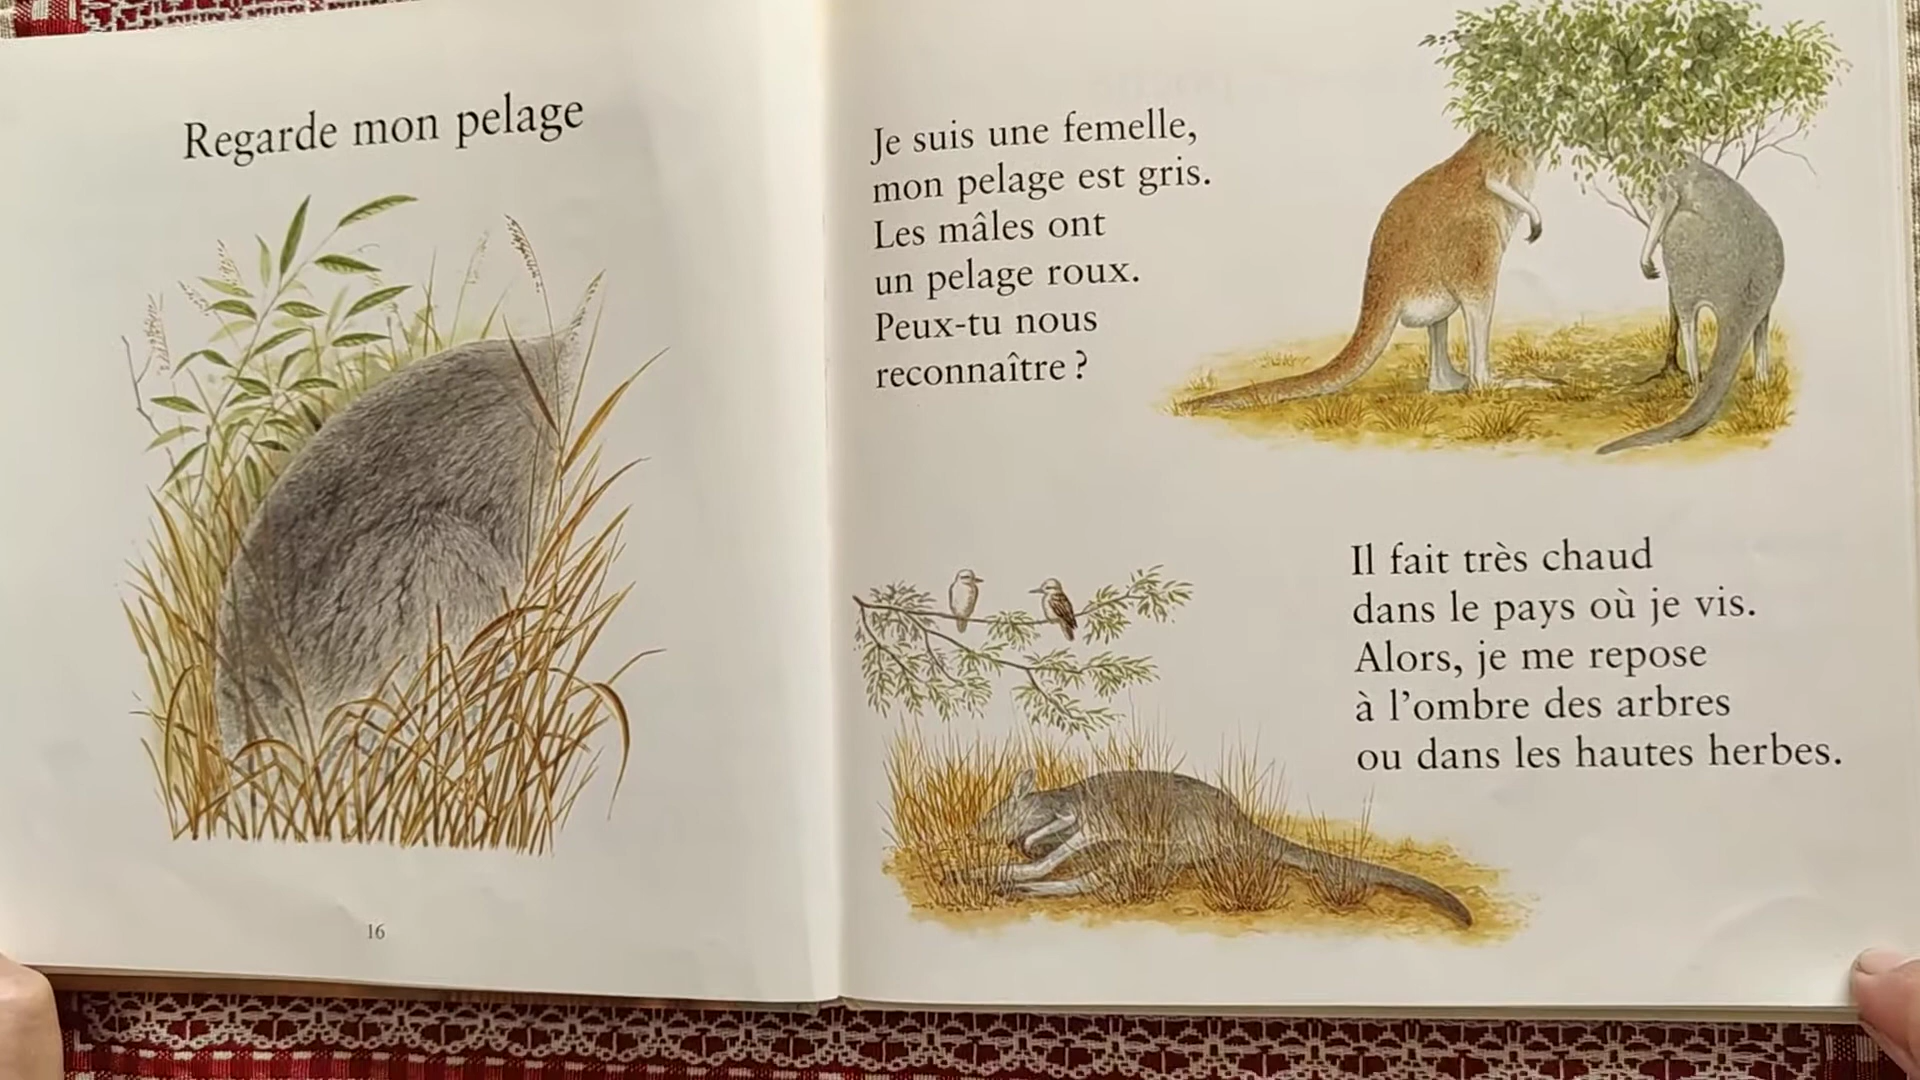 Regarde mon pelage
16
Je suis une femelle,
mon pelage est gris.
Les mâles ont
un pelage roux.
Peux-tu nous
reconnaître ?
Il fait très chaud
dans le pays où je vis.
Alors, je me repose
à l'ombre des arbres
ou dans les hautes herbes.